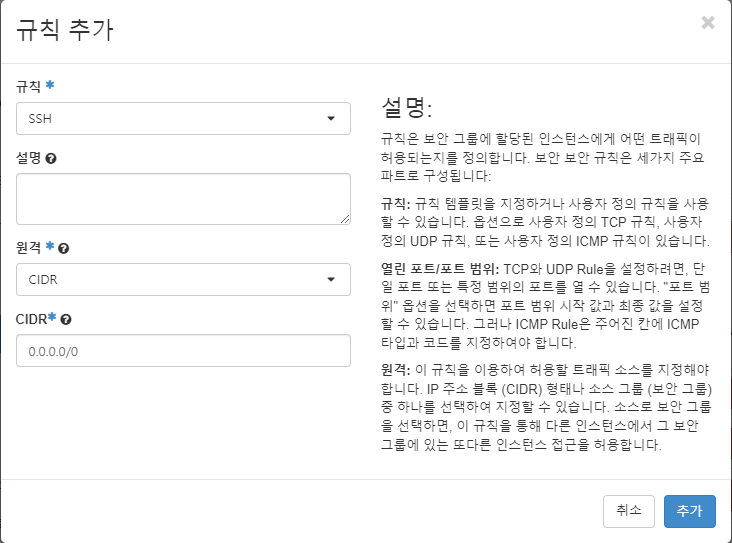 규칙 추가
×
규칙 *
SSH
설명
원격 *
CIDR
CIDR*
0.0.0.0/0
설명:
규칙은 보안 그룹에 할당된 인스턴스에게 어떤 트래픽이
허용되는지를 정의합니다. 보안 보안 규칙은 세가지 주요
파트로 구성됩니다:
규칙: 규칙 템플릿을 지정하거나 사용자 정의 규칙을 사용
할 수 있습니다. 옵션으로 사용자 정의 TCP 규칙, 사용자
정의 UDP 규칙, 또는 사용자 정의 ICMP 규칙이 있습니다.
열린 포트/포트 범위: TCP와 UDP Rule을 설정하려면, 단
일 포트 또는 특정 범위의 포트를 열 수 있습니다. "포트 범
위" 옵션을 선택하면 포트 범위 시작 값과 최종 값을 설정
할 수 있습니다. 그러나 ICMP Rule은 주어진 칸에 ICMP
타입과 코드를 지정하여야 합니다.
원격: 이 규칙을 이용하여 허용할 트래픽 소스를 지정해야
합니다. IP 주소 블록 (CIDR) 형태나 소스 그룹 (보안 그룹)
중 하나를 선택하여 지정할 수 있습니다. 소스로 보안 그룹
을 선택하면, 이 규칙을 통해 다른 인스턴스에서 그 보안
그룹에 있는 또다른 인스턴스 접근을 허용합니다.
취소
추가